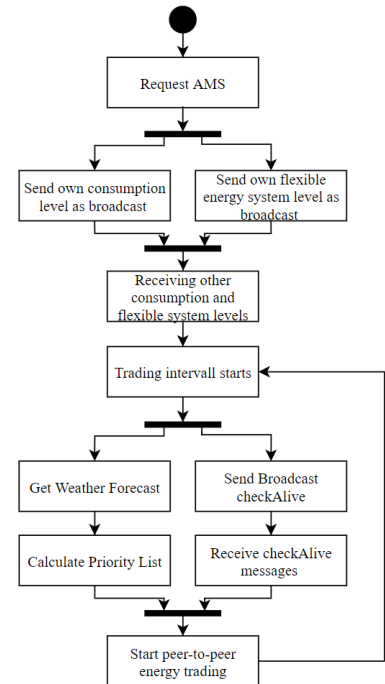 Request AMS
Send own consumption
level as broadcast
Send own flexible
energy system level as
broadcast
Receiving other
consumption and
flexible system levels
Trading intervall starts
Get Weather Forecast
Send Broadcast
checkAlive
Calculate Priority List
Receive checkAlive
messages
Start peer-to-peer
energy trading